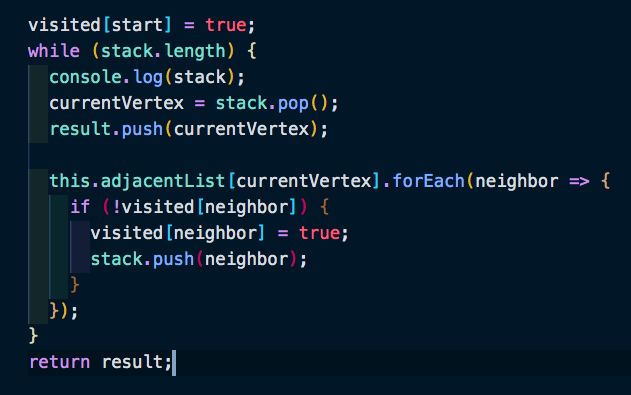 visited[start] = true;
while (stack.length) {
console.log(stack);
currentVertex = stack.pop();
result.push(currentVertex);
this.adjacentList[currentVertex].forEach(neighbor => {
if (!visited[neighbor]) {
visited[neighbor] = true;
stack.push(neighbor);
}
});
}
return result;